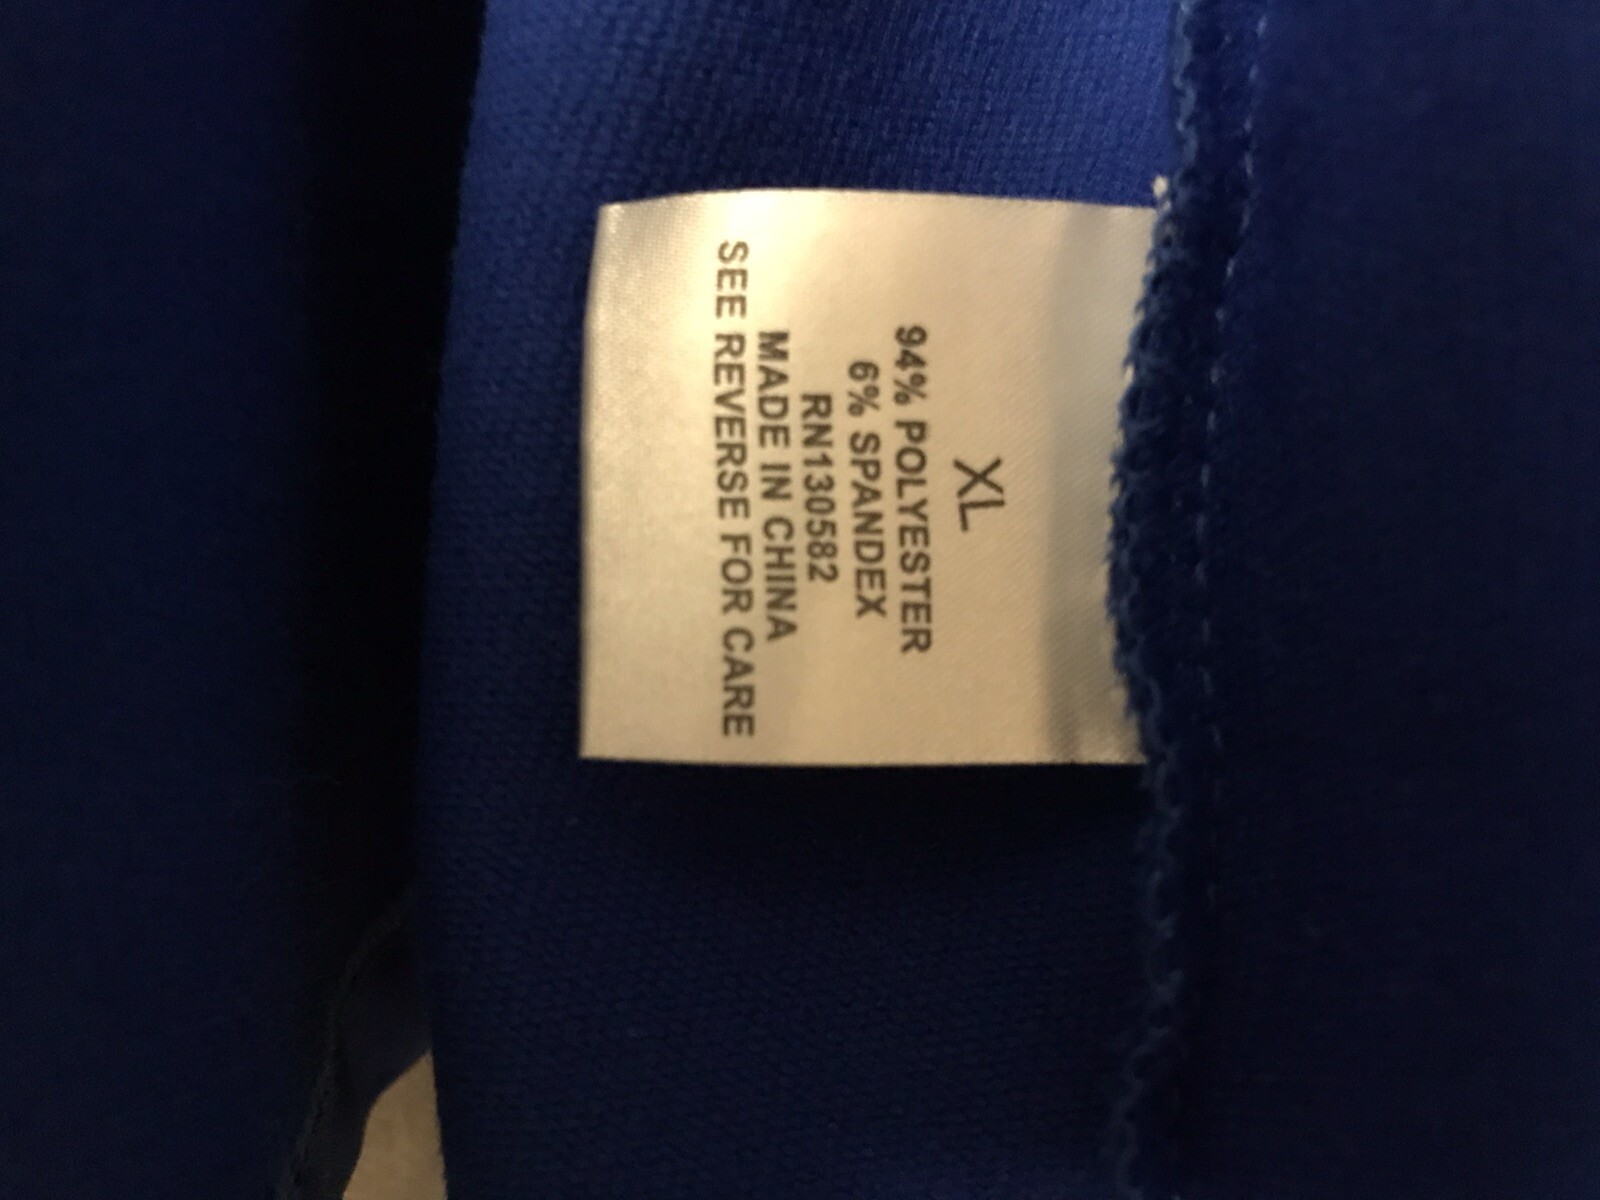 XL
94% POLYESTER
6% SPANDEX
RN130582
MADE IN CHINA
SEE REVERSE FOR CARE